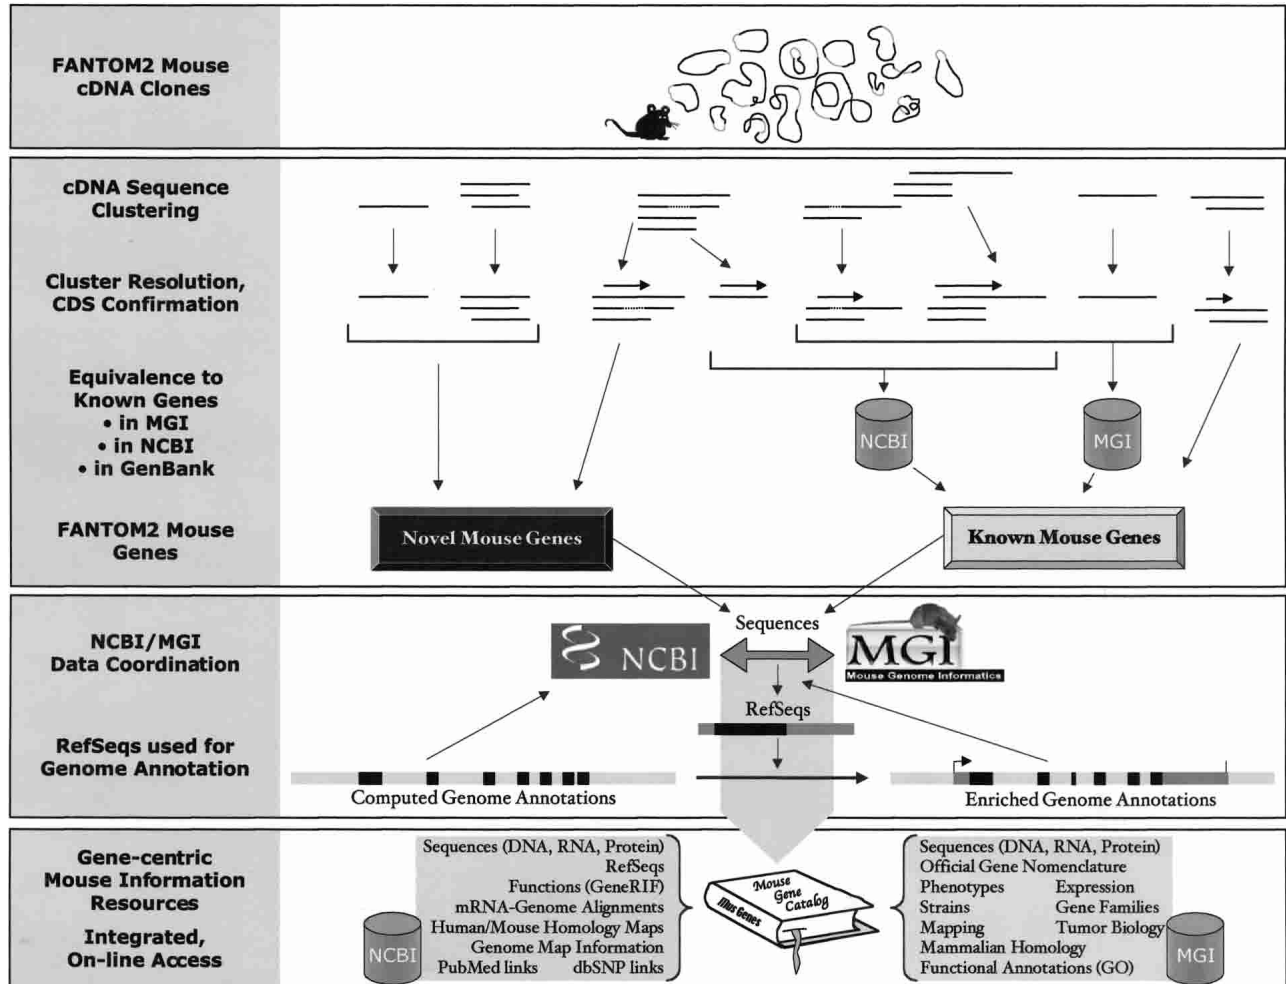 FANTOM2 Mouse
cDNA Clones
cDNA Sequence
Clustering
Cluster Resolution,
CDS Confirmation
Equivalence to
Known Genes
• in MGI
• in NCBI
• in GenBank
NCBI
MGI
FANTOM2 Mouse
Genes
Novel Mouse Genes
Known Mouse Genes
NCBI/MGI
Data Coordination
NCBI
Sequences
MGI
Mouse Genome Informatics
RefSeqs
RefSeqs used for
Genome Annotation
Computed Genome Annotations
Enriched Genome Annotations
Gene-centric
Mouse Information
Resources
Integrated,
On-line Access
NCBI
Sequences (DNA, RNA, Protein)
RefSeqs
Functions (GeneRIF)
mRNA-Genome Alignments
Human/Mouse Homology Maps
Genome Map Information
PubMed links dbSNP links
Mouse
Gene
Catalog
Mus Genes
Sequences (DNA, RNA, Protein)
Official Gene Nomenclature
Phenotypes Expression
Strains Gene Families
Mapping Tumor Biology
Mammalian Homology
Functional Annotations (GO)
MGI